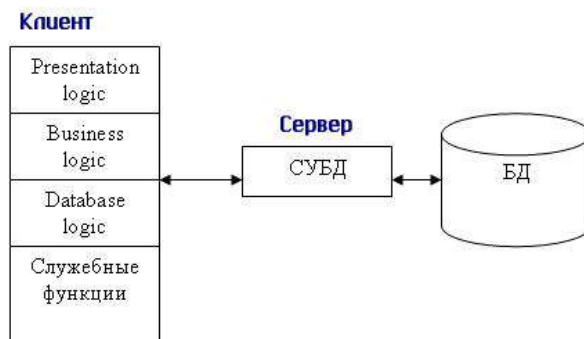 Клиент
Presentation
logic
Business
logic
Database
logic
Служебные
функции
Сервер
СУБД
БД